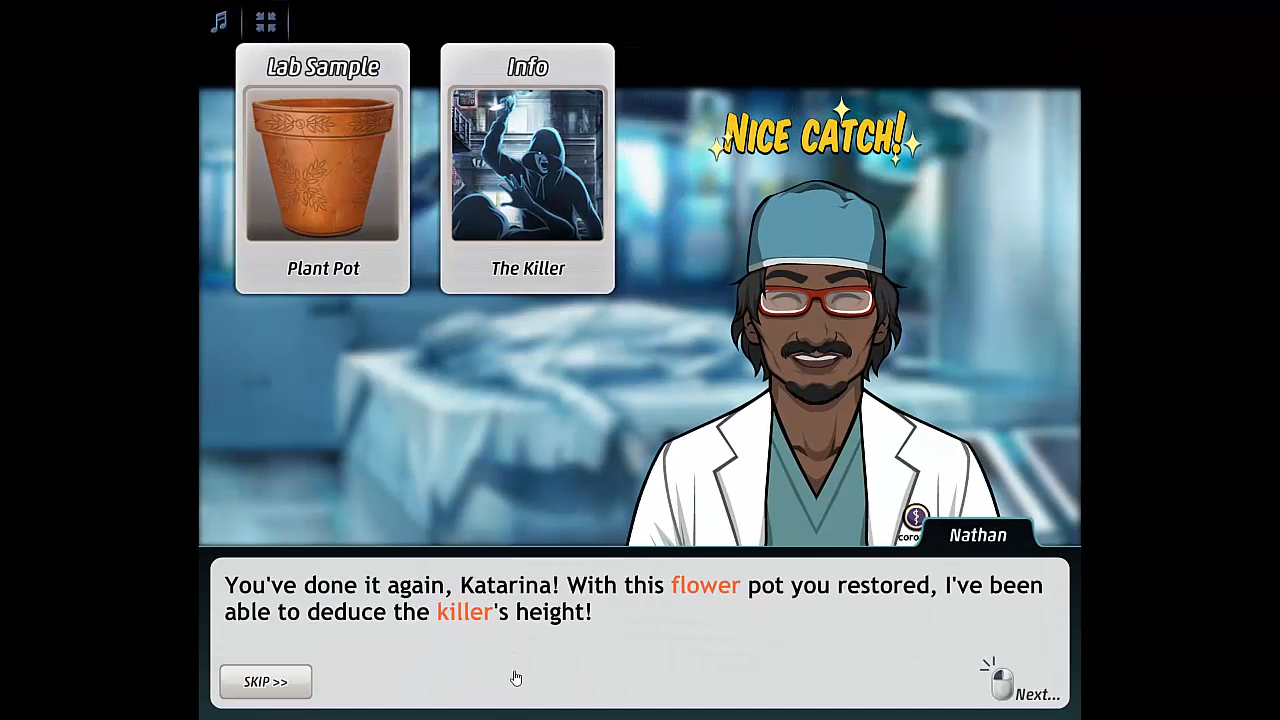 Lab Sample
Info
NICE CATCH!
Plant Pot
The Killer
coro
Nathan
You've done it again, Katarina! With this flower pot you restored, I've been
able to deduce the killer's height!
SKIP >>
Next...